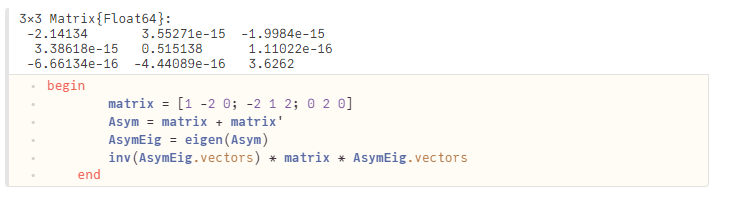 3×3 Matrix{Float64}:
 -2.14134       3.55271e-15  -1.9984e-15
  3.38618e-15   0.515138      1.11022e-16
 -6.66134e-16  -4.44089e-16   3.6262
begin
        matrix = [1 -2 0; -2 1 2; 0 2 0]
        Asym = matrix + matrix'
        AsymEig = eigen(Asym)
        inv(AsymEig.vectors) * matrix * AsymEig.vectors
    end